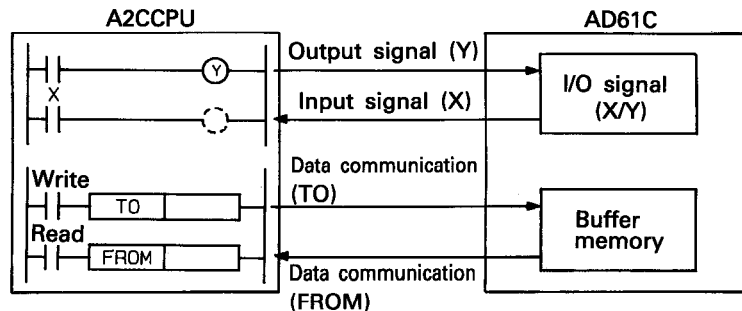 A2CCPU
AD61C
Output signal (Y)
Y
X
Input signal (X)
I/O signal
(X/Y)
Write
TO
Data communication
(TO)
Read
FROM
Data communication
(FROM)
Buffer
memory